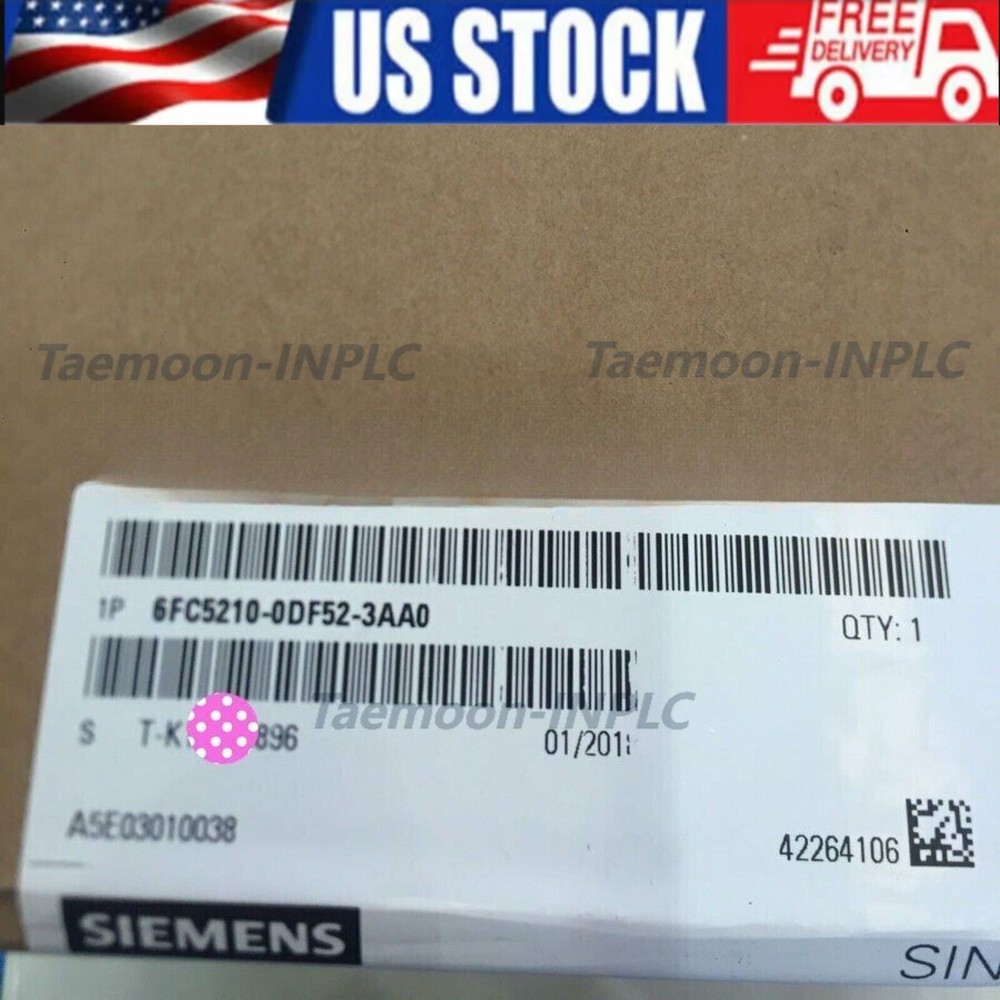 US STOCK
FREE
DELIVERY
Taemoon-INPLC
Taemoon-INPLC
1P 6FC5210-0DF52-3AA0
QTY: 1
Taemoon-INPLC
S T-K 896
01/201
A5E03010038
42264106
SIEMENS
SIN